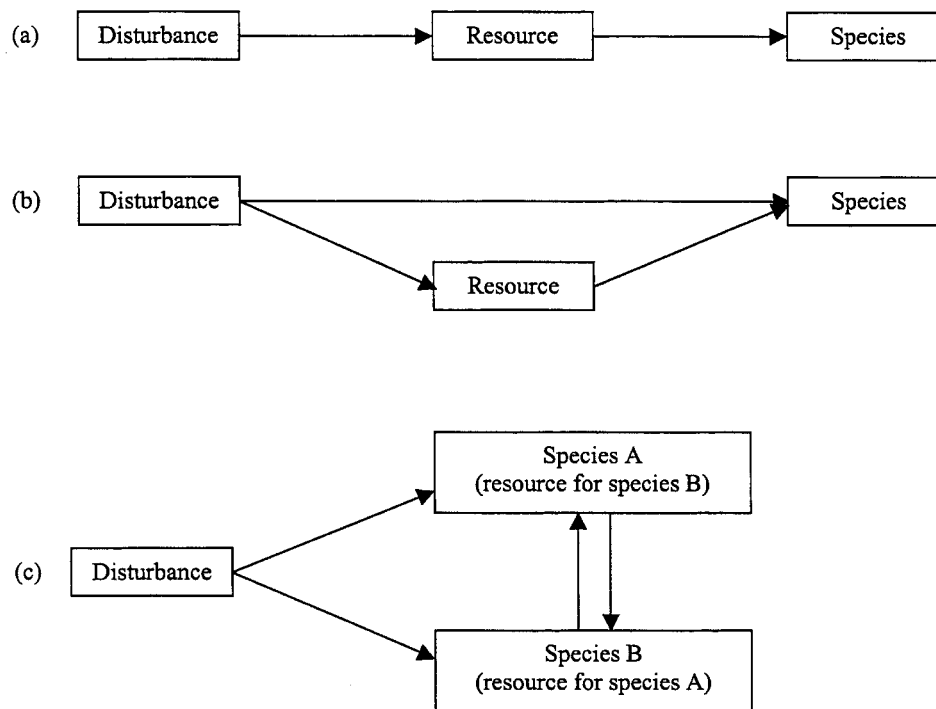 (a) Disturbance Resource Species
(b) Disturbance Species
Resource
Species A
(resource for species B)
(c) Disturbance
Species B
(resource for species A)